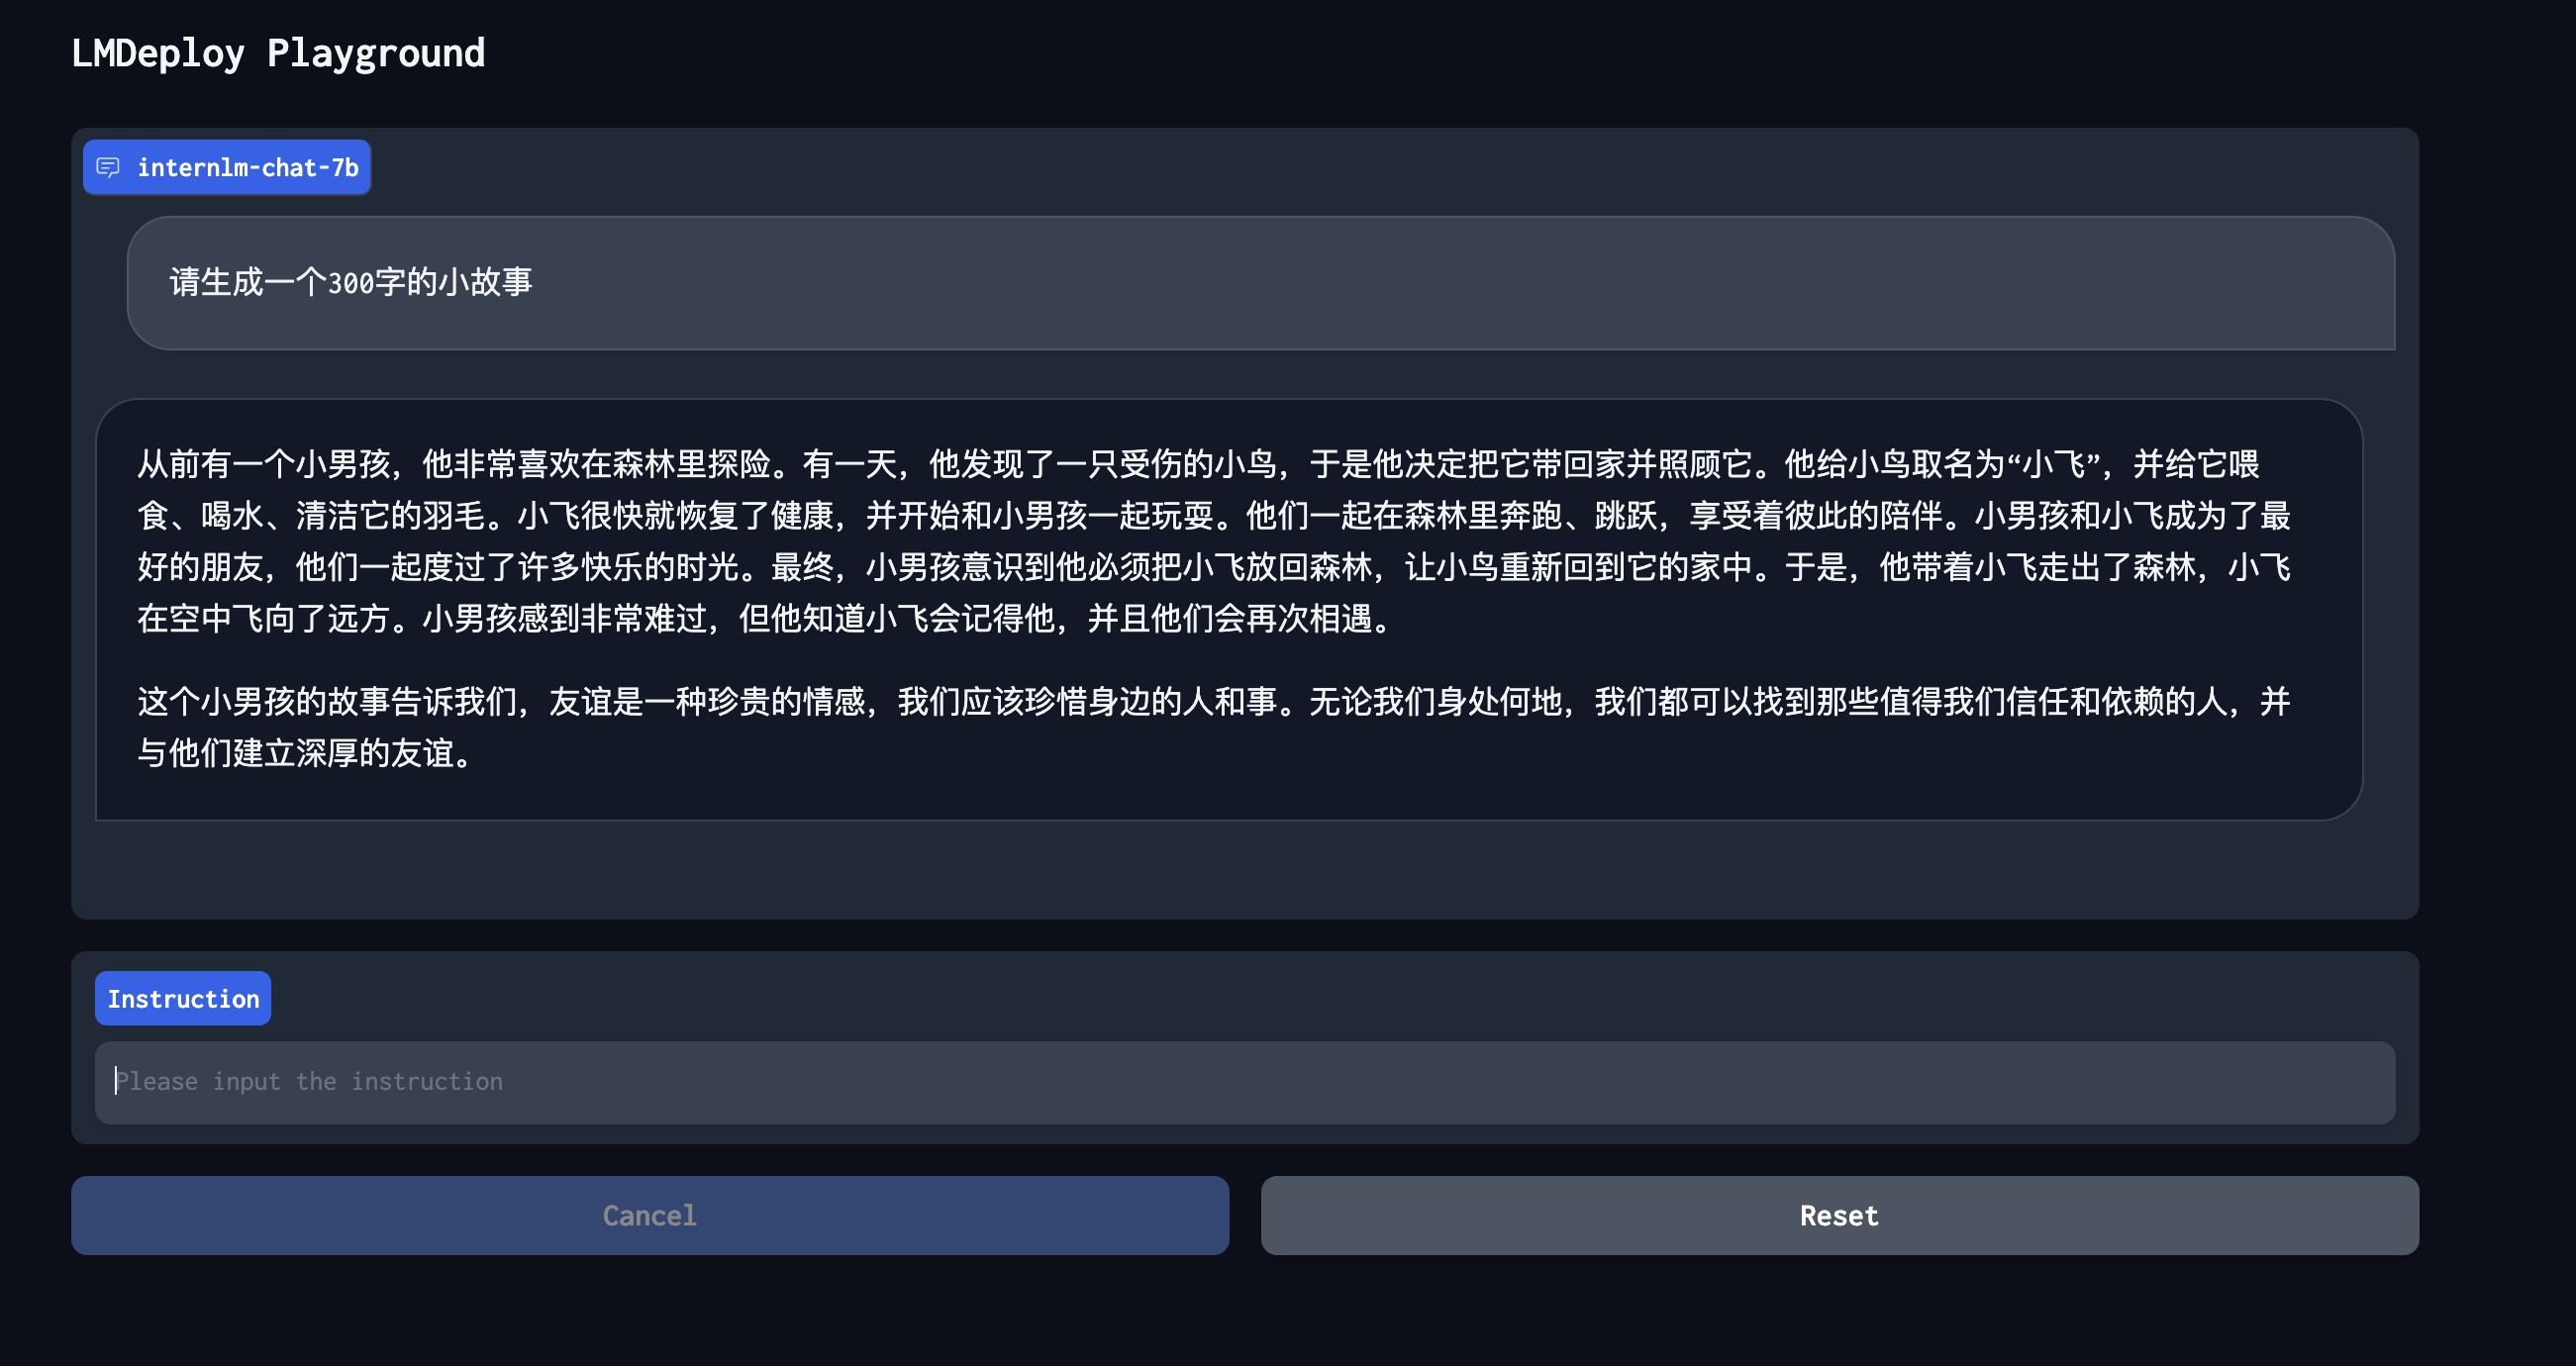 LMDeploy Playground
internlm-chat-7b
请生成一个300字的小故事
从前有一个小男孩，他非常喜欢在森林里探险。有一天，他发现了一只受伤的小鸟，于是他决定把它带回家并照顾它。他给小鸟取名为“小飞”，并给它喂
食、喝水、清洁它的羽毛。小飞很快就恢复了健康，并开始和小男孩一起玩耍。他们一起在森林里奔跑、跳跃，享受着彼此的陪伴。小男孩和小飞成为了最
好的朋友，他们一起度过了许多快乐的时光。最终，小男孩意识到他必须把小飞放回森林，让小鸟重新回到它的家中。于是，他带着小飞走出了森林，小飞
在空中飞向了远方。小男孩感到非常难过，但他知道小飞会记得他，并且他们会再次相遇。
这个小男孩的故事告诉我们，友谊是一种珍贵的情感，我们应该珍惜身边的人和事。无论我们身处何地，我们都可以找到那些值得我们信任和依赖的人，并
与他们建立深厚的友谊。
Instruction
Please input the instruction
Cancel
Reset